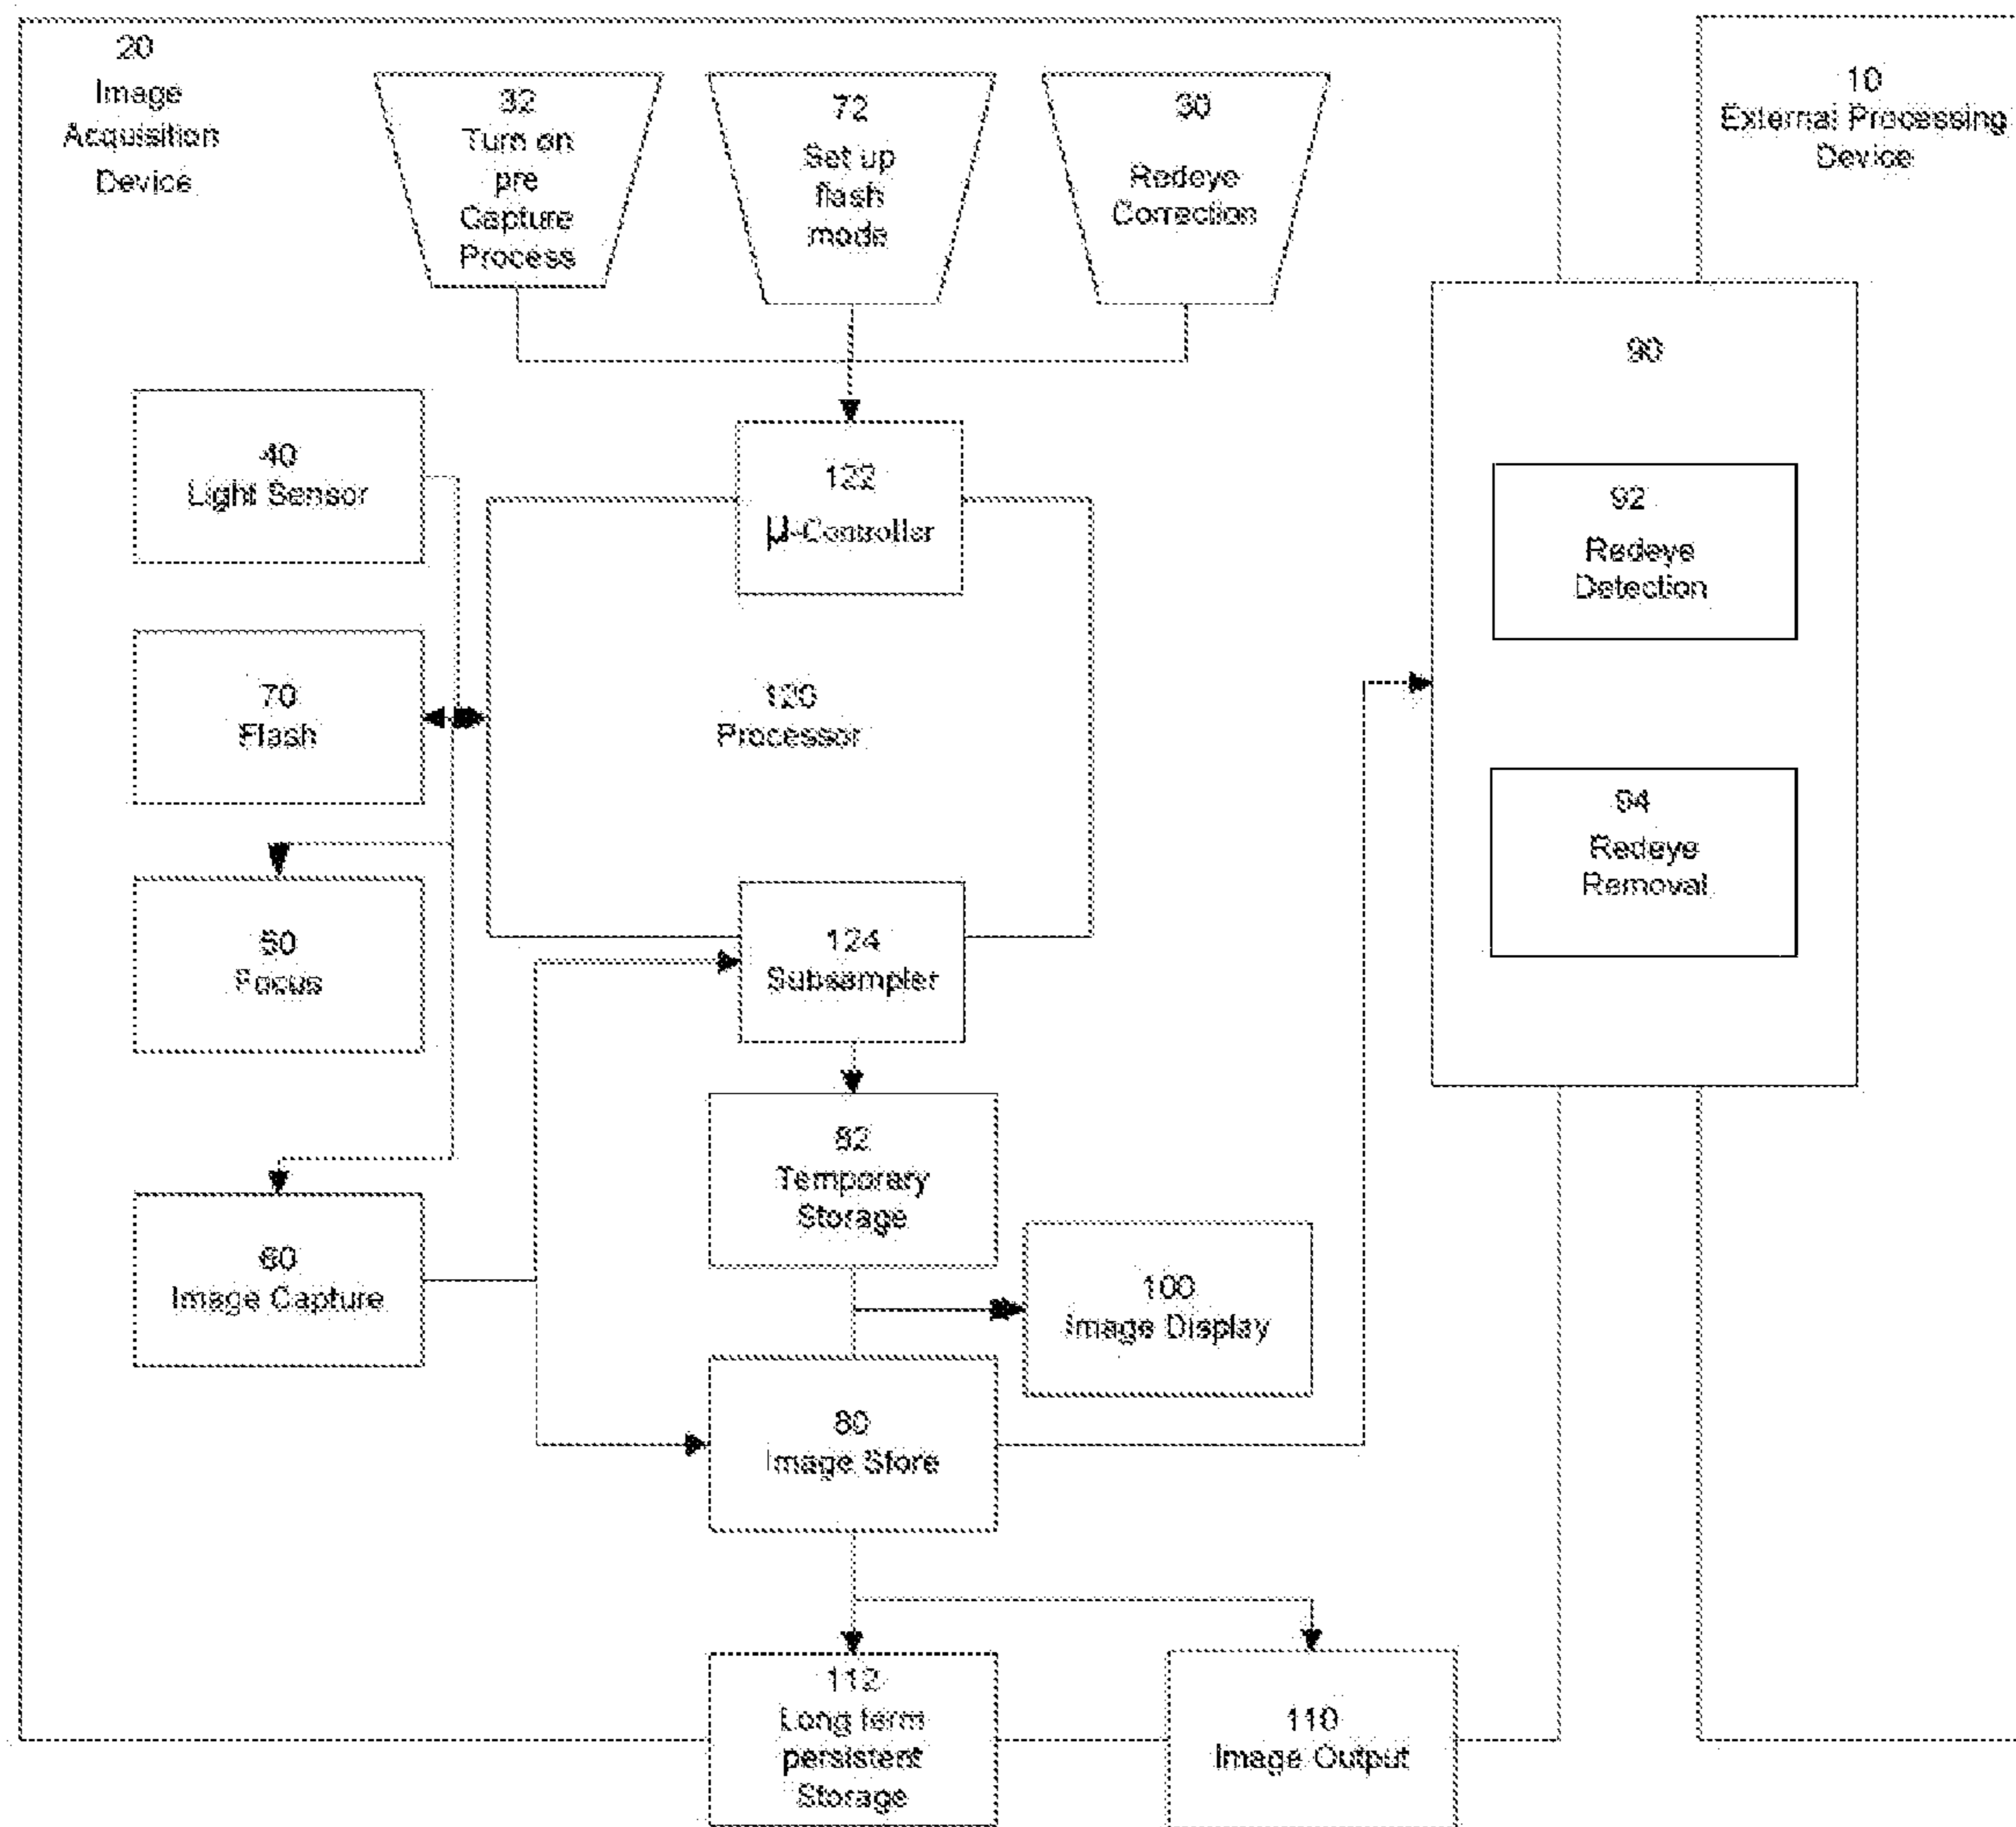 20
Image
Acquisition
Device
32
Turn on
pre
Capture
Process
72
Set up
flash
mode
30
Redeye
Correction
10
External Processing
Device
90
40
Light Sensor
122
μ-Controller
92
Redeye
Detection
70
Flash
120
Processor
94
Redeye
Removal
50
Focus
124
Subsampler
82
Temporary
Storage
60
Image Capture
100
Image Display
80
Image Store
112
Long term
persistent
Storage
110
Image Output